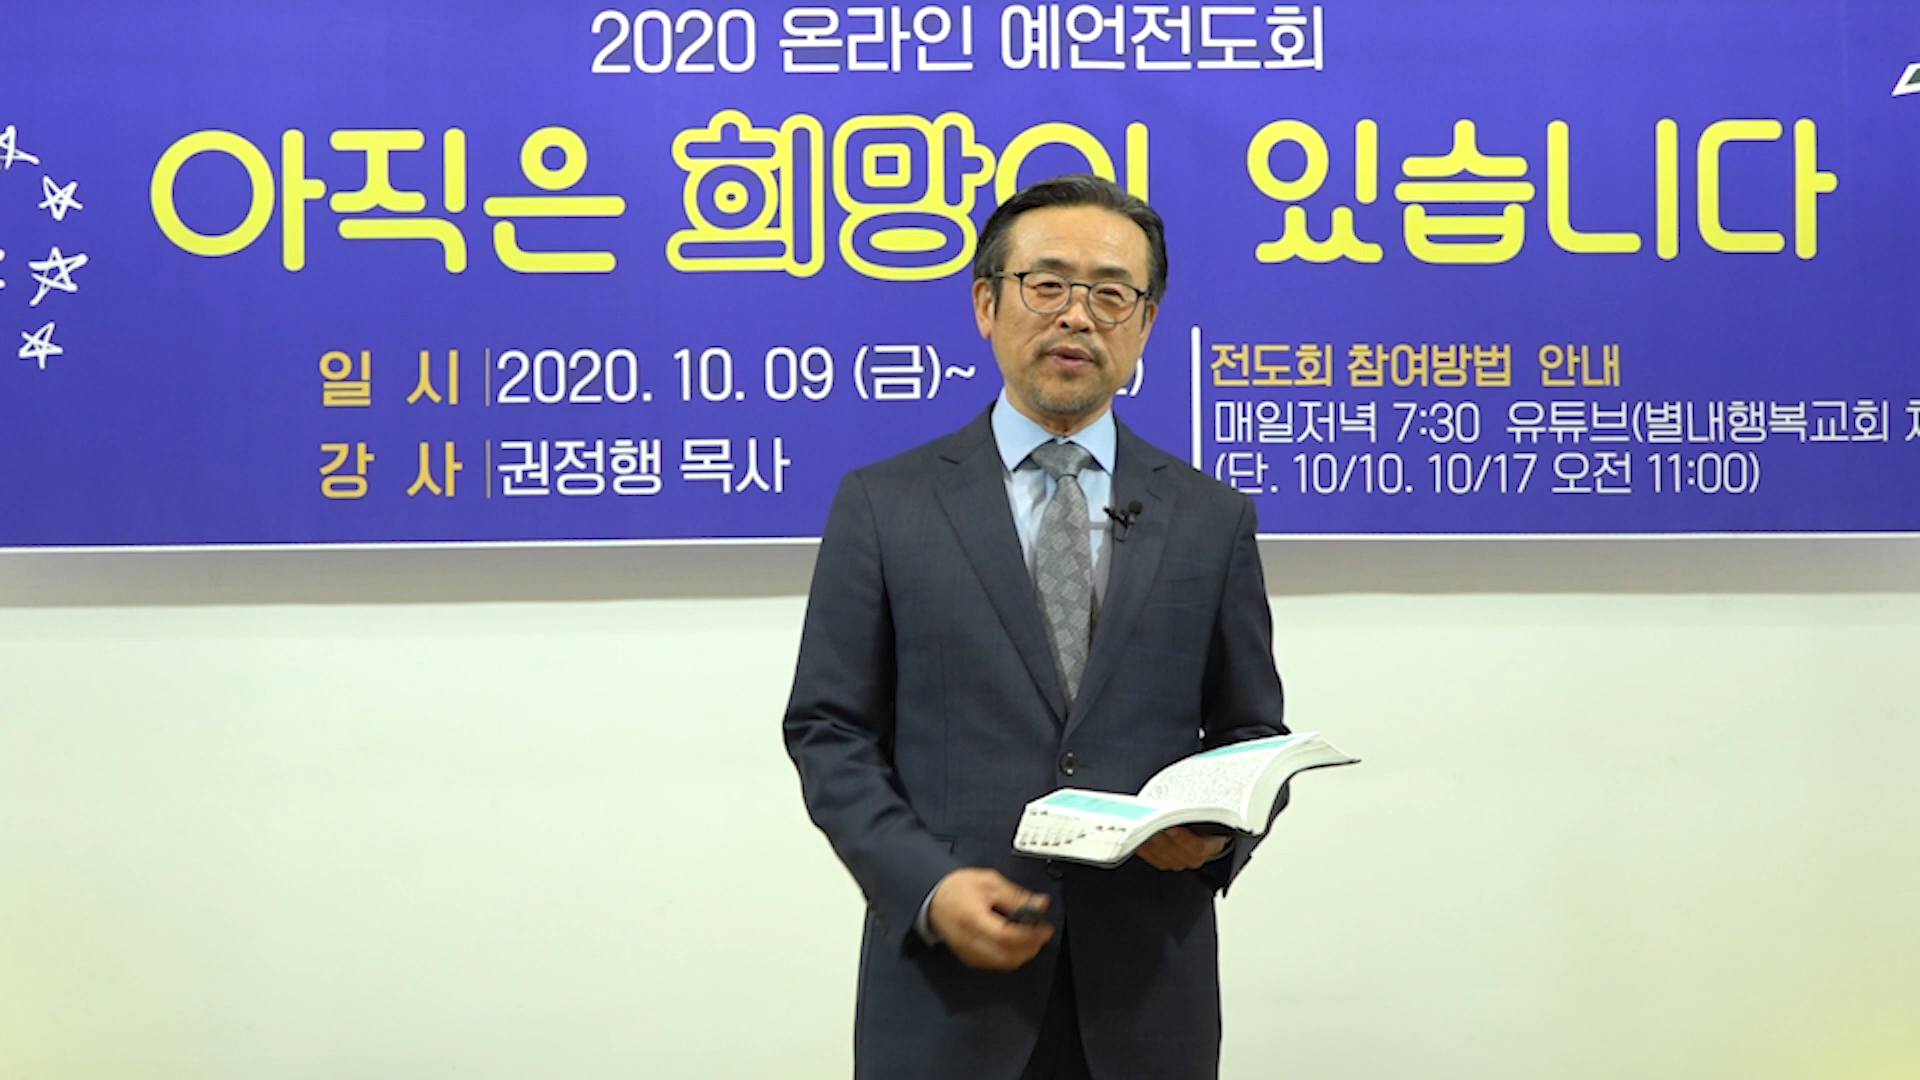 2020 온라인 예언전도회
아직은 희망이 있습니다
일 시 2020. 10. 09 (금)~
강 사 권정행 목사
전도회 참여방법 안내
매일저녁 7:30 유튜브(별내행복교회
(단. 10/10. 10/17 오전 11:00)